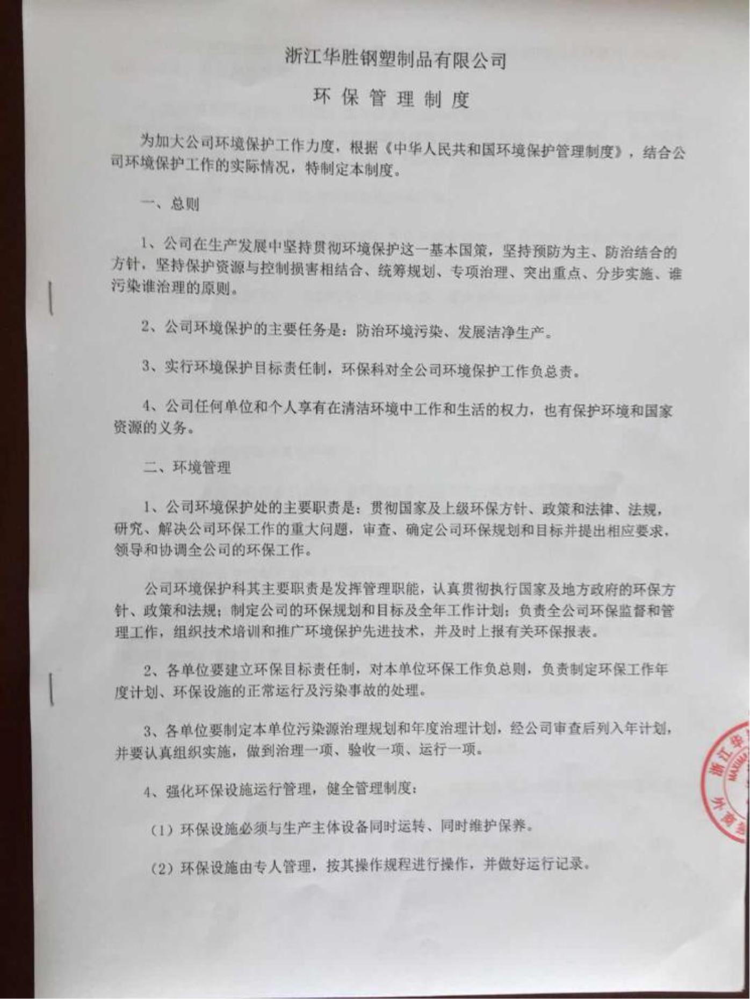 浙江华胜钢塑制品有限公司
环保管理制度
为加大公司环境保护工作力度，根据《中华人民共和国环境保护管理制度》，结合公
司环境保护工作的实际情况，特制定本制度。
一、总则
1、公司在生产发展中坚持贯彻环境保护这一基本国策，坚持预防为主、防治结合的
方针，坚持保护资源与控制损害相结合、统筹规划、专项治理、突出重点、分步实施、谁
污染谁治理的原则。
2、公司环境保护的主要任务是：防治环境污染、发展洁净生产。
3、实行环境保护目标责任制，环保科对全公司环境保护工作负总责。
4、公司任何单位和个人享有在清洁环境中工作和生活的权力，也有保护环境和国家
资源的义务。
二、环境管理
1、公司环境保护处的主要职责是：贯彻国家及上级环保方针、政策和法律、法规，
研究、解决公司环保工作的重大问题，审查、确定公司环保规划和目标并提出相应要求，
领导和协调全公司的环保工作。
公司环境保护科其主要职责是发挥管理职能，认真贯彻执行国家及地方政府的环保方
针、政策和法规；制定公司的环保规划和目标及全年工作计划；负责全公司环保监督和管
理工作，组织技术培训和推广环境保护先进技术，并及时上报有关环保报表。
2、各单位要建立环保目标责任制，对本单位环保工作负总则，负责制定环保工作年
度计划、环保设施的正常运行及污染事故的处理。
3、各单位要制定本单位污染源治理规划和年度治理计划，经公司审查后列入年计划，
并要认真组织实施，做到治理一项、验收一项、运行一项。
4、强化环保设施运行管理，健全管理制度：
（1）环保设施必须与生产主体设备同时运转、同时维护保养。
（2）环保设施由专人管理，按其操作规程进行操作，并做好运行记录。
浙江华
MAXIMA